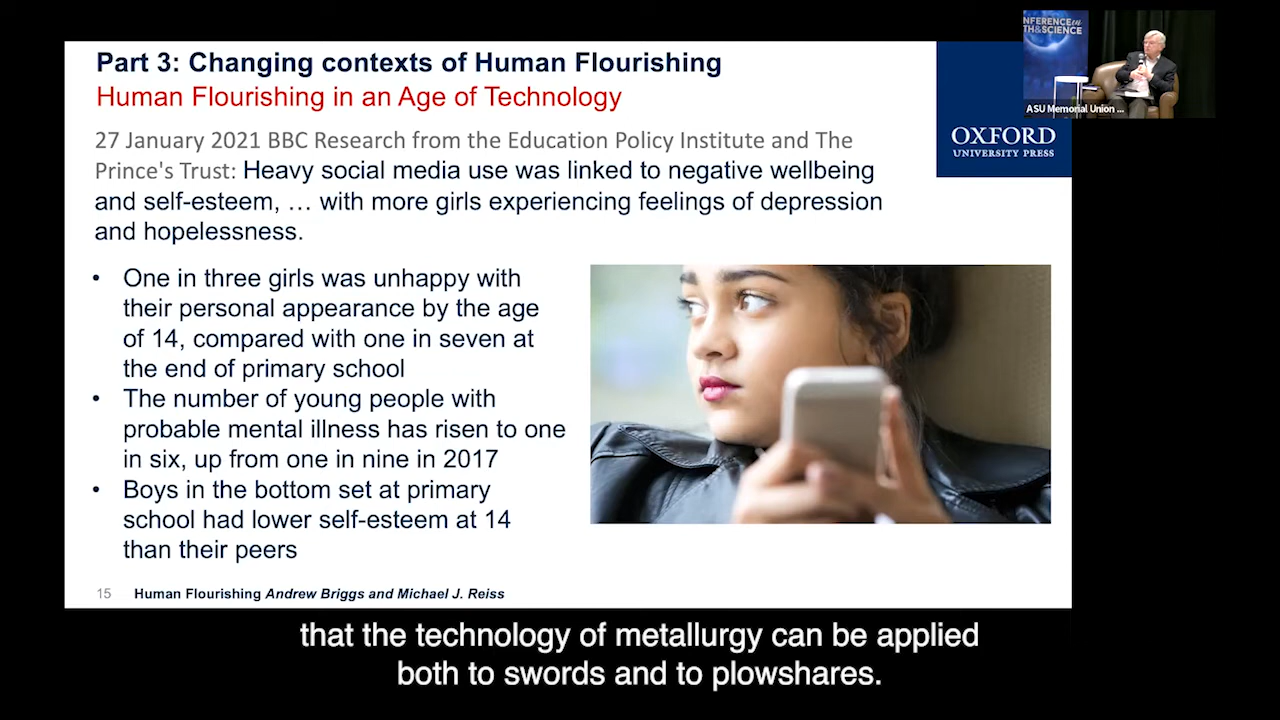 Part 3: Changing contexts of Human Flourishing
Human Flourishing in an Age of Technology
27 January 2021 BBC Research from the Education Policy Institute and The
Prince's Trust: Heavy social media use was linked to negative wellbeing
and self-esteem, … with more girls experiencing feelings of depression
and hopelessness.
• One in three girls was unhappy with
their personal appearance by the age
of 14, compared with one in seven at
the end of primary school
• The number of young people with
probable mental illness has risen to one
in six, up from one in nine in 2017
• Boys in the bottom set at primary
school had lower self-esteem at 14
than their peers
15 Human Flourishing Andrew Briggs and Michael J. Reiss
OXFORD
UNIVERSITY PRESS
NFERENCE in
TH&SCIENCE
ASU Memorial Union ...
that the technology of metallurgy can be applied
both to swords and to plowshares.